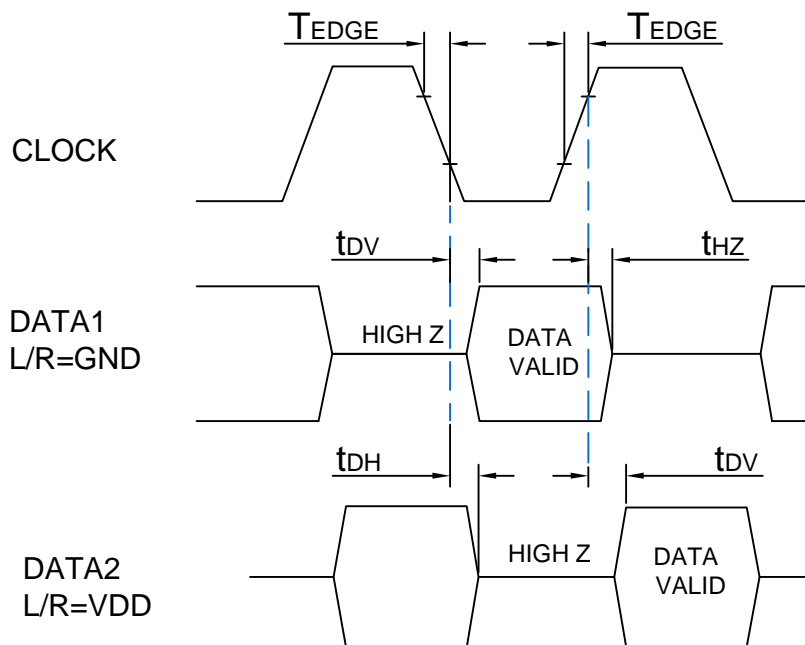 TEDGE TEDGE
CLOCK
tDV tHZ
DATA1
L/R=GND
HIGH Z
DATA
VALID
tDH tDV
DATA2
L/R=VDD
HIGH Z
DATA
VALID